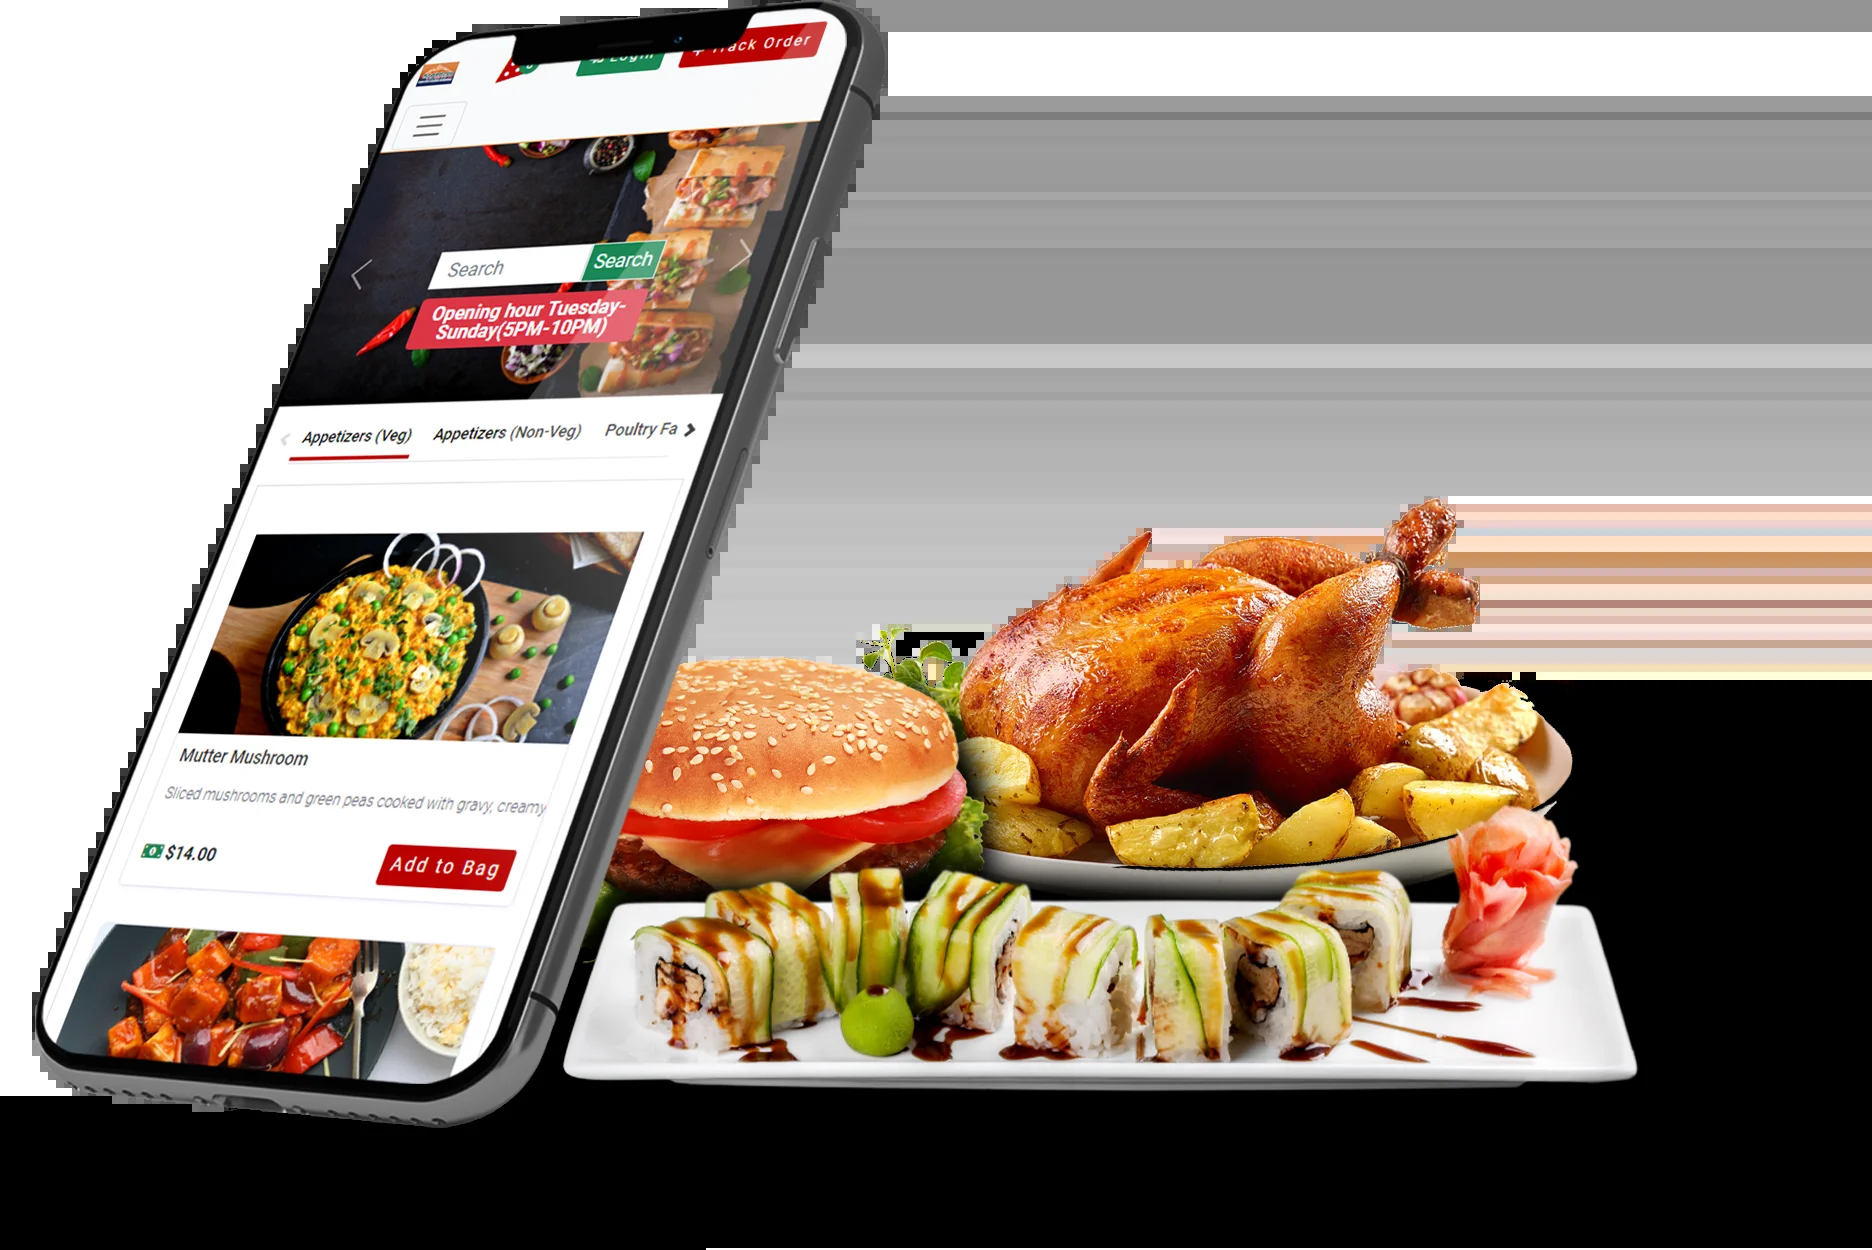 Login
Track Order
Search
Search
Opening hour Tuesday-
Sunday(5PM-10PM)
Appetizers (Veg)
Appetizers (Non-Veg)
Poultry Fa
Mutter Mushroom
Sliced mushrooms and green peas cooked with gravy, creamy
$14.00
Add to Bag